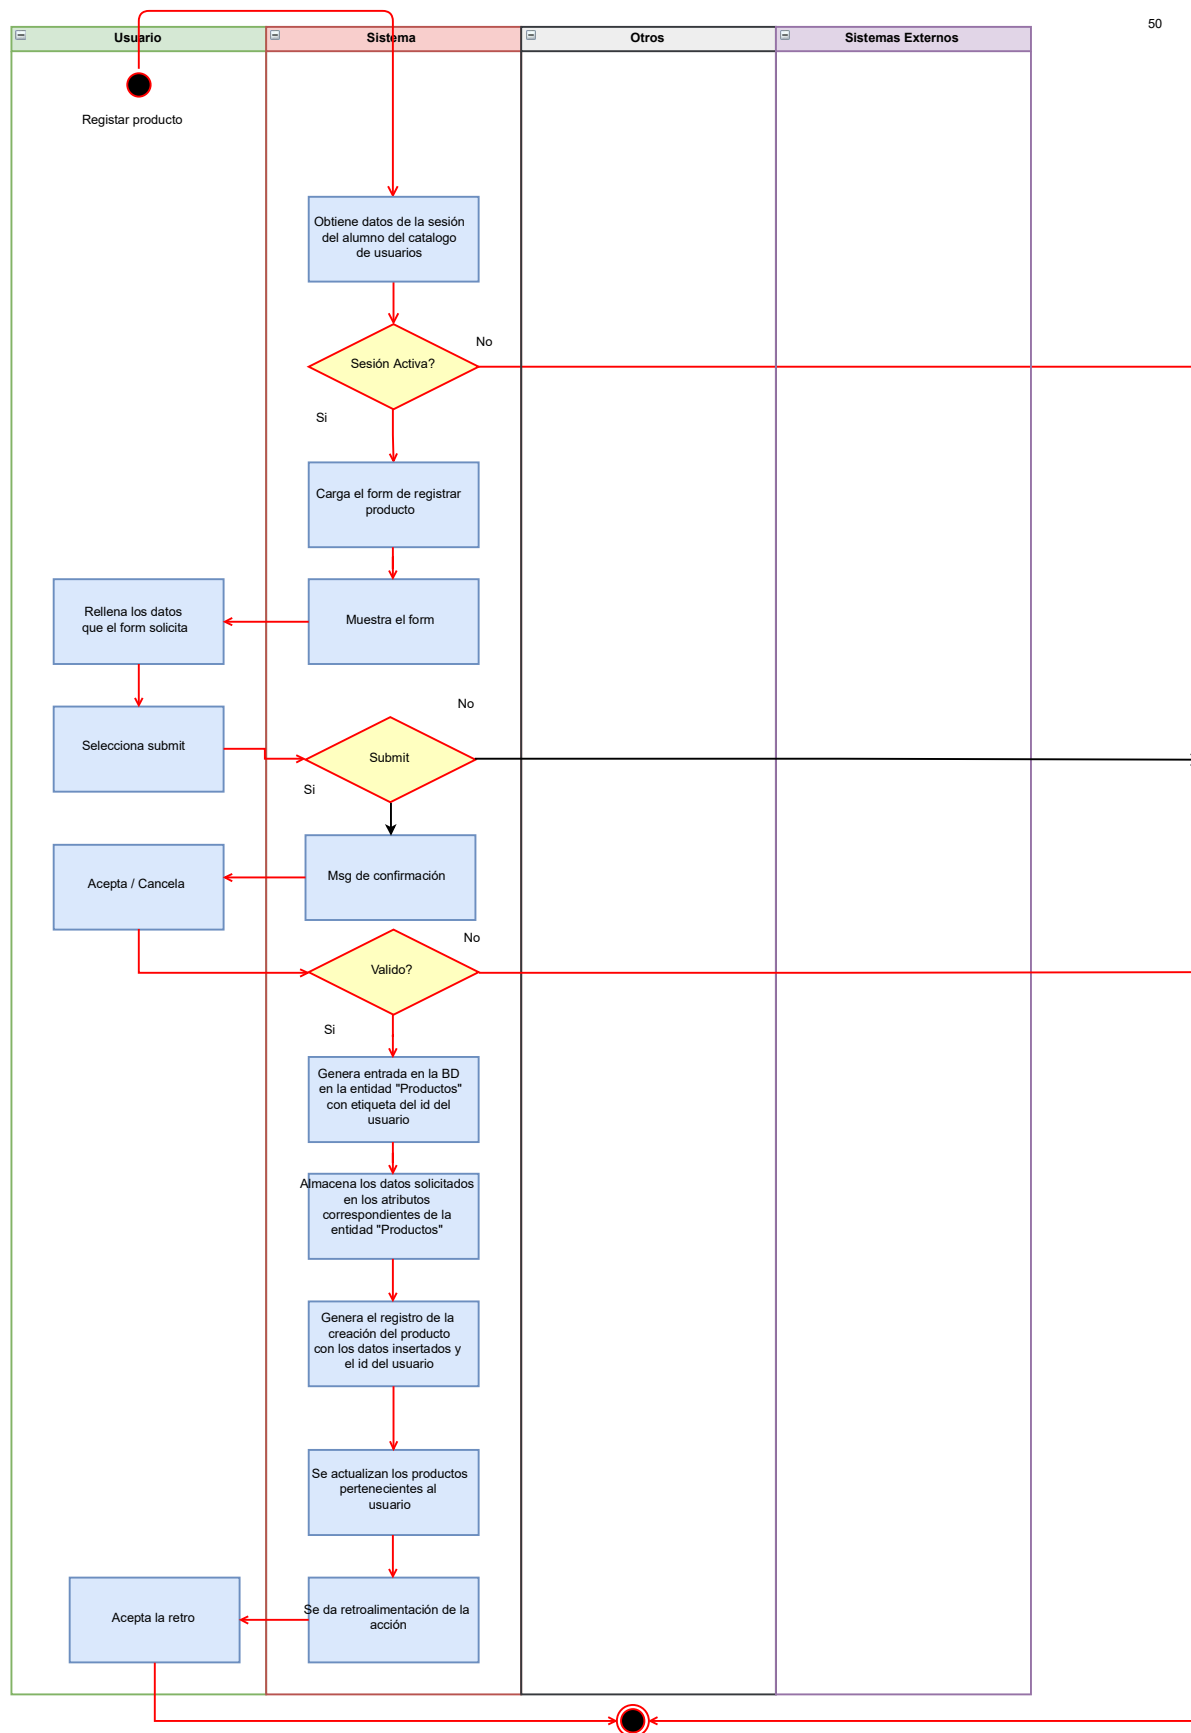 50
Usuario
Sistema
Otros
Sistemas Externos
Registar producto
Obtiene datos de la sesión
del alumno del catalogo
de usuarios
Sesión Activa?
No
Si
Carga el form de registrar
producto
Rellena los datos
que el form solicita
Muestra el form
Selecciona submit
Submit
No
Si
Msg de confirmación
Acepta / Cancela
Valido?
No
Si
Genera entrada en la BD
en la entidad "Productos"
con etiqueta del id del
usuario
Almacena los datos solicitados
en los atributos
correspondientes de la
entidad "Productos"
Genera el registro de la
creación del producto
con los datos insertados y
el id del usuario
Se actualizan los productos
pertenecientes al
usuario
Se da retroalimentación de la
acción
Acepta la retro